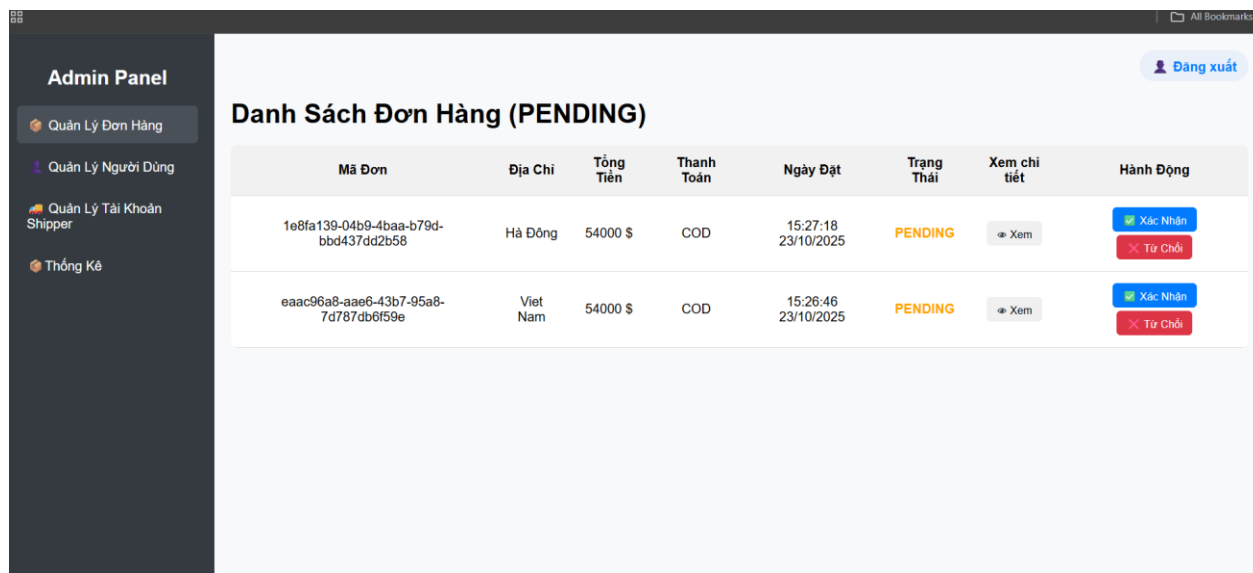 All Bookmarks
Admin Panel
Đăng xuất
Quản Lý Đơn Hàng
Quản Lý Người Dùng
Quản Lý Tài Khoản
Shipper
Thống Kê
Danh Sách Đơn Hàng (PENDING)
Mã Đơn Địa Chỉ Tổng Tiền Thanh Toán Ngày Đặt Trạng Thái Xem chi tiết Hành Động
1e8fa139-04b9-4baa-b79d-
bbd437dd2b58
Hà Đông
54000 $
COD
15:27:18
23/10/2025
PENDING
Xem
Xác Nhận
Từ Chối
eaac96a8-aae6-43b7-95a8-
7d787db6f59e
Viet
Nam
54000 $
COD
15:26:46
23/10/2025
PENDING
Xem
Xác Nhận
Từ Chối